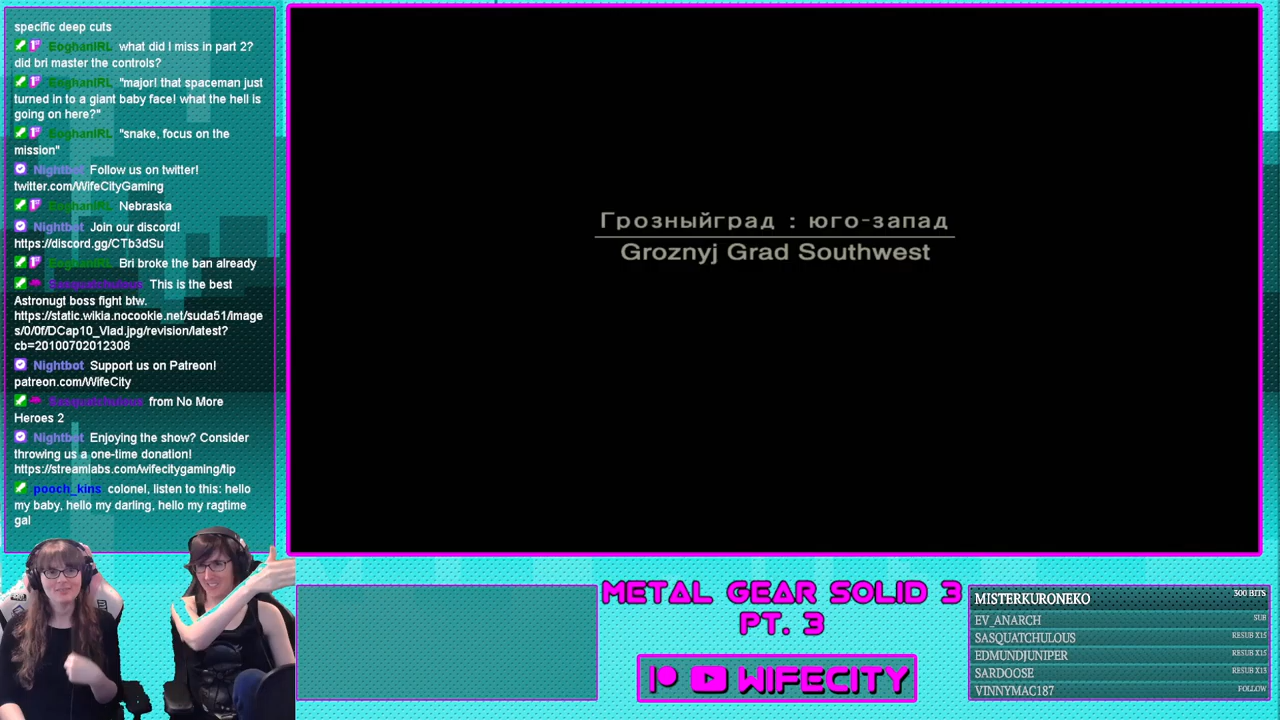 specific deep cuts
EoghanIRL what did I miss in part 2?
did bri master the controls?
EoghanIRL "major! that spaceman just
turned in to a giant baby face! what the hell is
going on here?"
EoghanIRL "snake, focus on the
mission"
Nightbot Follow us on twitter!
twitter.com/WifeCityGaming
EoghanIRL Nebraska
Nightbot Join our discord!
https://discord.gg/CTb3dSu
EoghanIRL Bri broke the ban already
Sasquatchulous This is the best
Astronugt boss fight btw.
https://static.wikia.nocookie.net/suda51/image
s/0/0f/DCap10_Vlad.jpg/revision/latest?
cb=20100702012308
Nightbot Support us on Patreon!
patreon.com/WifeCity
Sasquatchulous from No More
Heroes 2
Nightbot Enjoying the show? Consider
throwing us a one-time donation!
https://streamlabs.com/wifecitygaming/tip
pooch_kins colonel, listen to this: hello
my baby, hello my darling, hello my ragtime
gal
Грозныйград : юго-запад
Groznyj Grad Southwest
METAL GEAR SOLID 3
PT. 3
WIFECITY
MISTERKURONEKO 300 BITS
EV_ANARCH SUB
SASQUATCHULOUS RESUB X15
EDMUNDJUNIPER RESUB X15
SARDOOSE RESUB X15
VINNYMAC187 FOLLOW